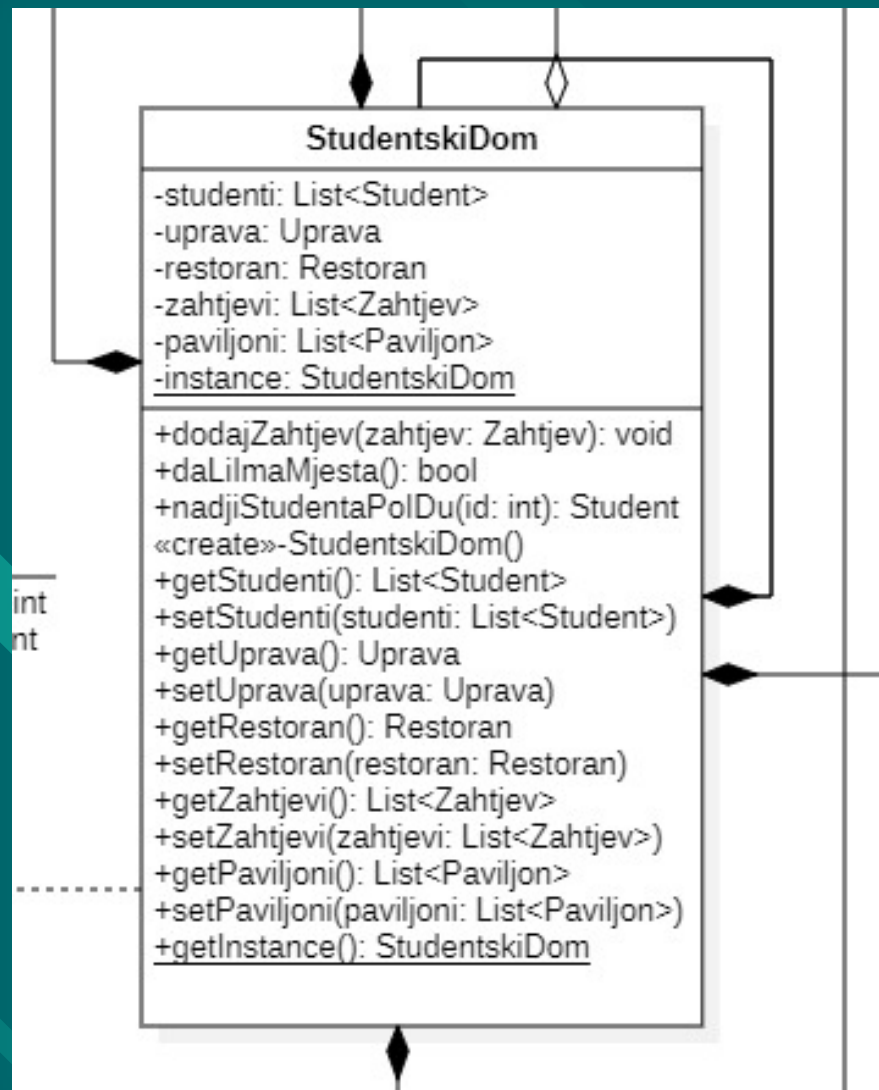 StudentskiDom
-studenti: List<Student>
-uprava: Uprava
-restoran: Restoran
-zahtjevi: List<Zahtjev>
-paviljoni: List<Paviljon>
-instance: StudentskiDom
+dodajZahtjev(zahtjev: Zahtjev): void
+daLiImaMjesta(): bool
+nadjiStudentaPoIDu(id: int): Student
«create»-StudentskiDom()
+getStudenti(): List<Student>
+setStudenti(studenti: List<Student>)
+getUprava(): Uprava
+setUprava(uprava: Uprava)
+getRestoran(): Restoran
+setRestoran(restoran: Restoran)
+getZahtjevi(): List<Zahtjev>
+setZahtjevi(zahtjevi: List<Zahtjev>)
+getPaviljoni(): List<Paviljon>
+setPaviljoni(paviljoni: List<Paviljon>)
+getInstance(): StudentskiDom
int
nt